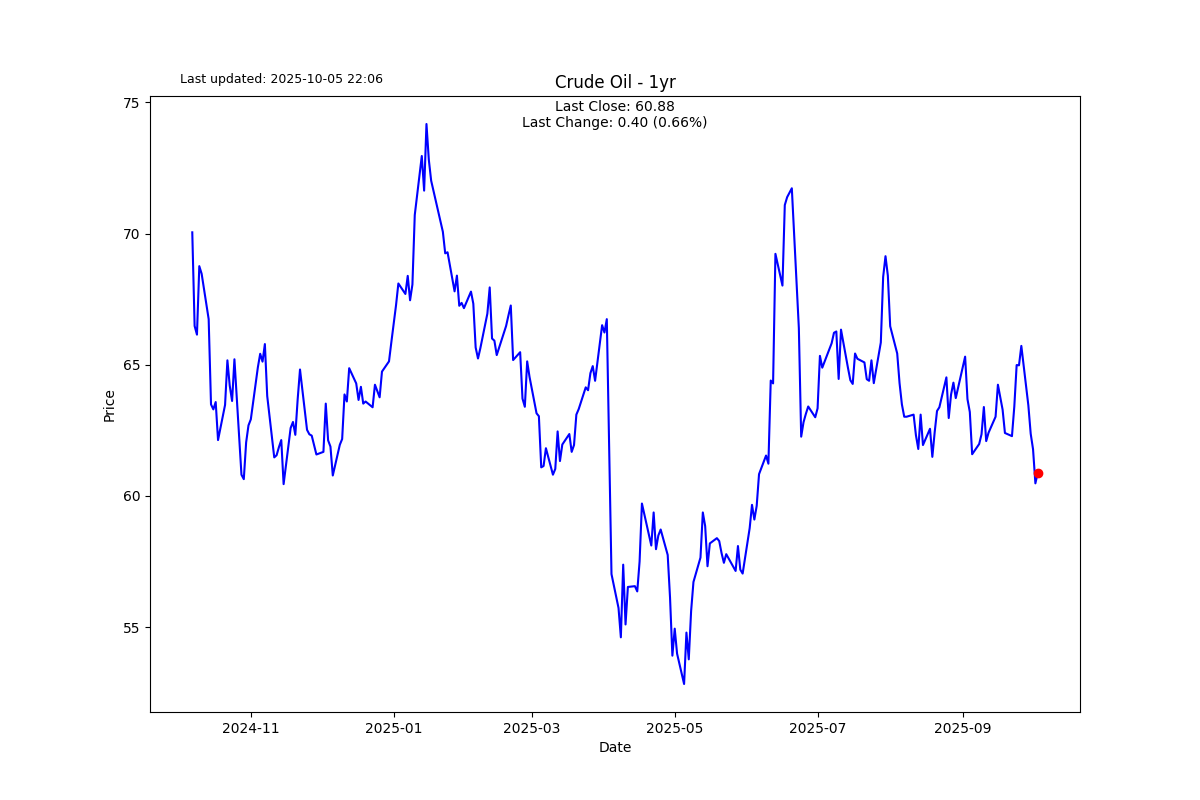 Last updated: 2025-10-05 22:06
Crude Oil - 1yr
Last Close: 60.88
Last Change: 0.40 (0.66%)
75
70
65
60
55
Price
2024-11
2025-01
2025-03
2025-05
2025-07
2025-09
Date